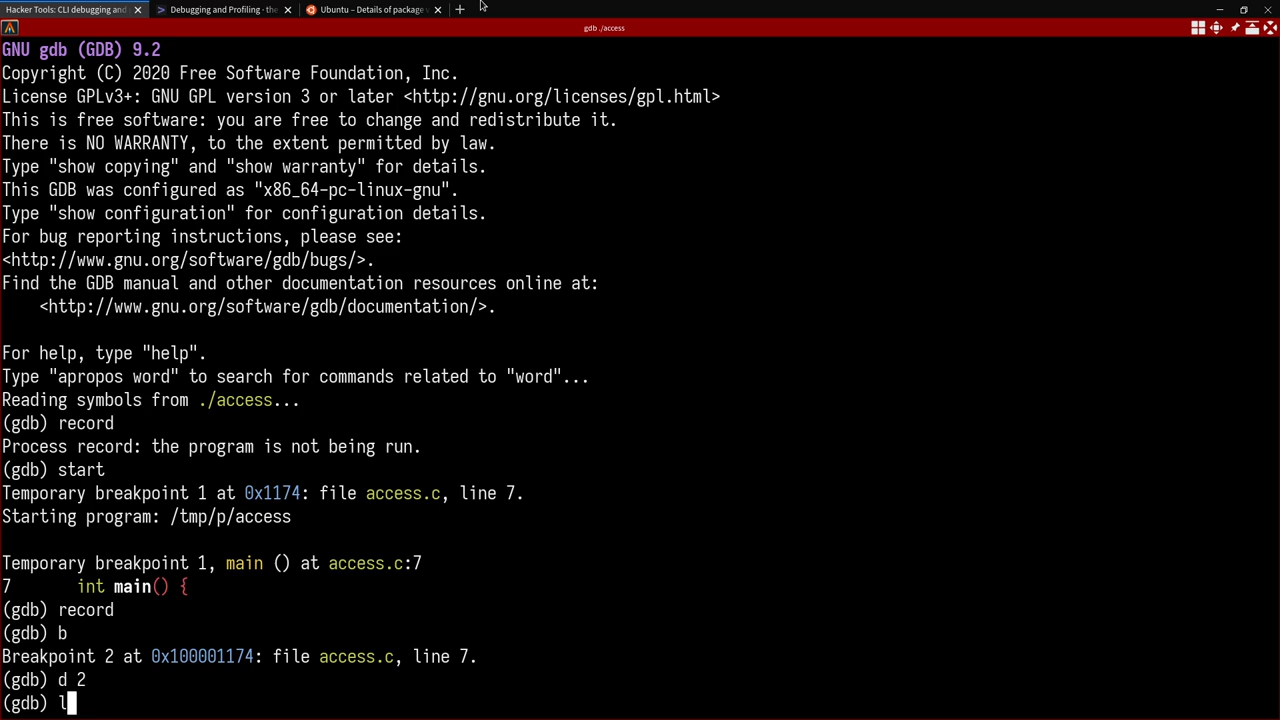 Hacker Tools: CLI debugging and
Debugging and Profiling · the
Ubuntu – Details of package v
gdb ./access
GNU gdb (GDB) 9.2
Copyright (C) 2020 Free Software Foundation, Inc.
License GPLv3+: GNU GPL version 3 or later <http://gnu.org/licenses/gpl.html>
This is free software: you are free to change and redistribute it.
There is NO WARRANTY, to the extent permitted by law.
Type "show copying" and "show warranty" for details.
This GDB was configured as "x86_64-pc-linux-gnu".
Type "show configuration" for configuration details.
For bug reporting instructions, please see:
<http://www.gnu.org/software/gdb/bugs/>.
Find the GDB manual and other documentation resources online at:
<http://www.gnu.org/software/gdb/documentation/>.
For help, type "help".
Type "apropos word" to search for commands related to "word"...
Reading symbols from ./access...
(gdb) record
Process record: the program is not being run.
(gdb) start
Temporary breakpoint 1 at 0x1174: file access.c, line 7.
Starting program: /tmp/p/access
Temporary breakpoint 1, main () at access.c:7
7 int main() {
(gdb) record
(gdb) b
Breakpoint 2 at 0x100001174: file access.c, line 7.
(gdb) d 2
(gdb) l